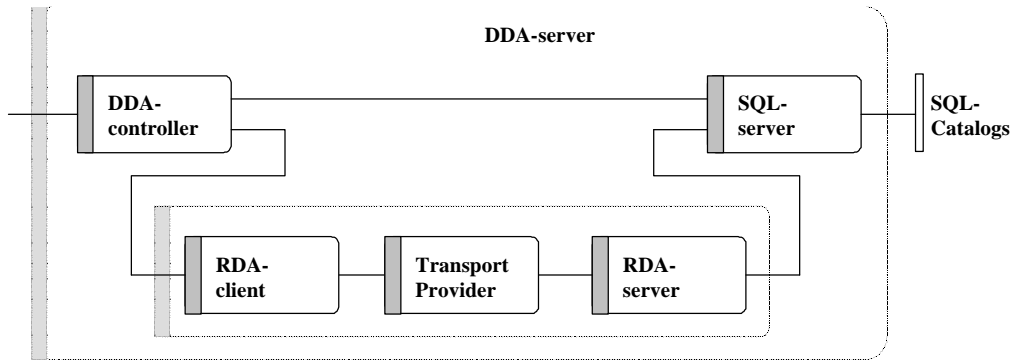 DDA-server
DDA-
controller
SQL-
server
SQL-
Catalogs
RDA-
client
Transport
Provider
RDA-
server